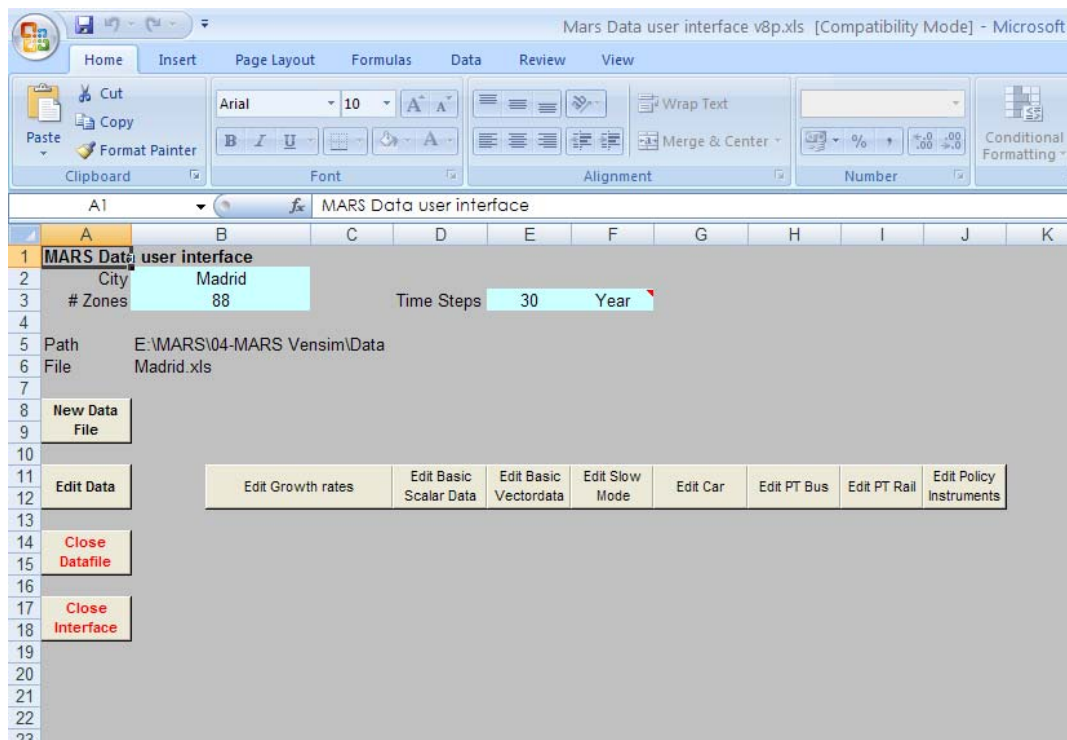 Mars Data user interface v8p.xls [Compatibility Mode] - Microsoft
Home Insert Page Layout Formulas Data Review View
Paste
Cut
Copy
Format Painter
Clipboard
Arial 10 A A
B I U A
Font
Wrap Text
Merge & Center
Alignment
% ,
Number
Conditional
Formatting
A1 fx MARS Data user interface
A B C D E F G H I J K
1 MARS Data user interface
2 City Madrid
3 # Zones 88 Time Steps 30 Year
4
5 Path E:\MARS\04-MARS Vensim\Data
6 File Madrid.xls
7
8 New Data
9 File
10
11 Edit Data Edit Growth rates Edit Basic Scalar Data Edit Basic Vectordata Edit Slow Mode Edit Car Edit PT Bus Edit PT Rail Edit Policy Instruments
12
13
14 Close
15 Datafile
16
17 Close
18 Interface
19
20
21
22
23